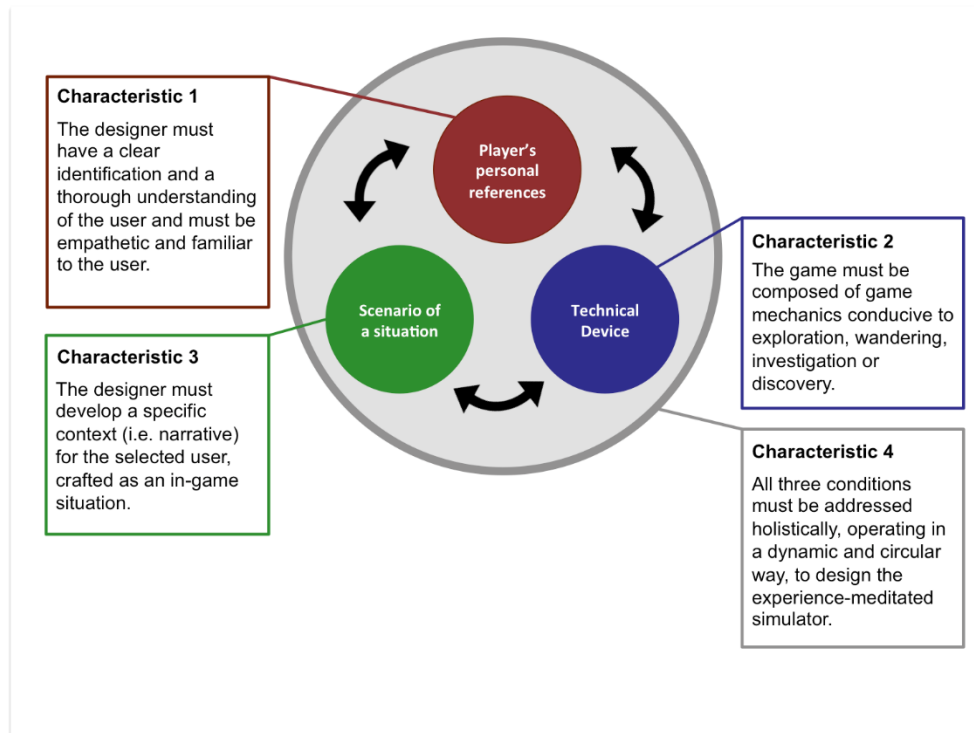 Characteristic 1
The designer must
have a clear
identification and a
thorough understanding
of the user and must be
empathetic and familiar
to the user.
Player's
personal
references
Characteristic 2
The game must be
composed of game
mechanics conducive to
exploration, wandering,
investigation or
discovery.
Scenario of
a situation
Technical
Device
Characteristic 3
The designer must
develop a specific
context (i.e. narrative)
for the selected user,
crafted as an in-game
situation.
Characteristic 4
All three conditions
must be addressed
holistically, operating in
a dynamic and circular
way, to design the
experience-meditated
simulator.